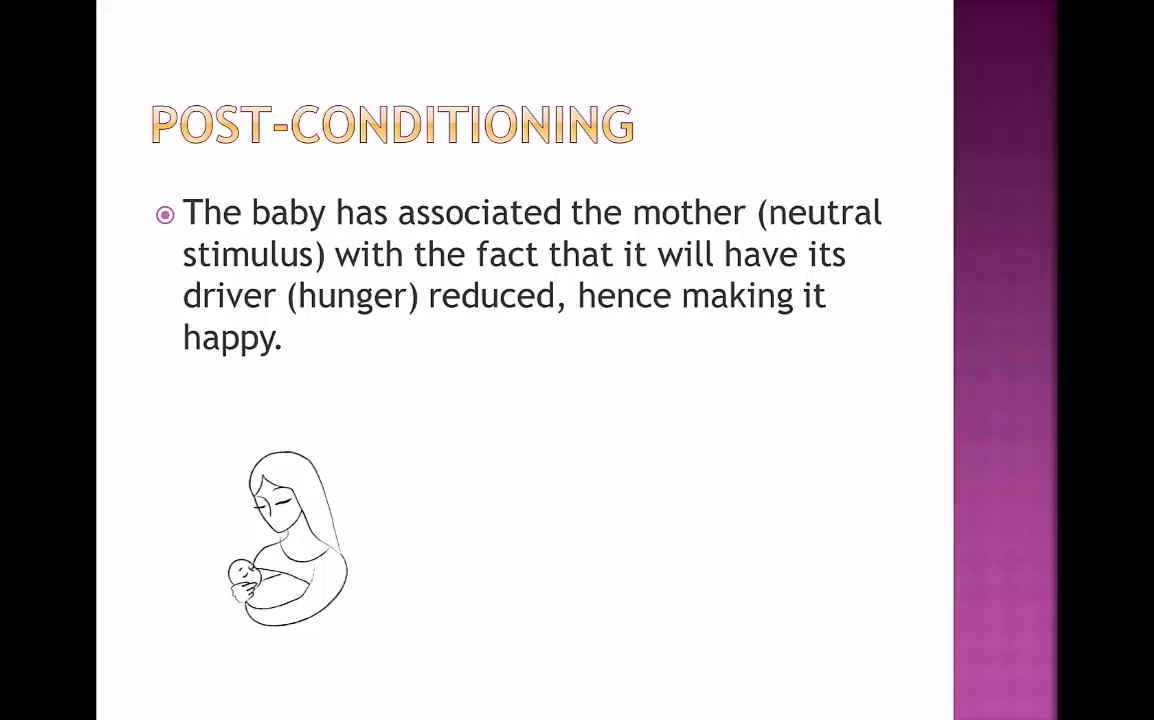 POST-CONDITIONING
The baby has associated the mother (neutral
stimulus) with the fact that it will have its
driver (hunger) reduced, hence making it
happy.